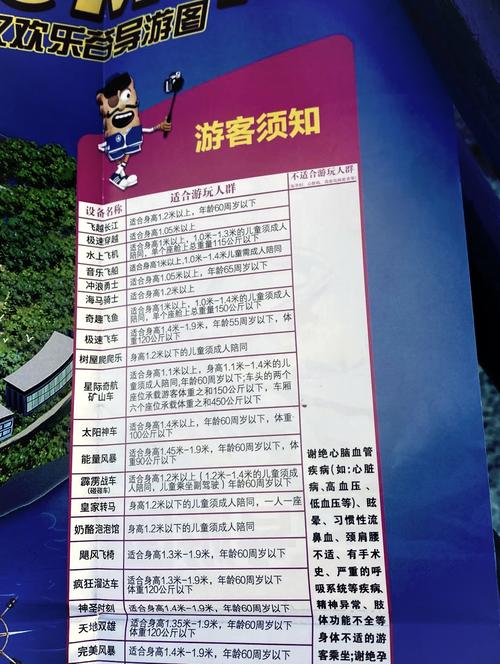 欢乐谷导游图
游客须知
设备名称
适合游玩人群
不适合游玩人群
飞越长江
适合身高1.2米以上，年龄60周岁以下
极速穿越
适合身高1.05米以上
水上飞机
适合身高1米以上，1.0米-1.3米的儿童须成人
陪同，单个座舱上总重量115公斤以下
音乐飞船
适合身高1米以上,1.0米-1.4米儿童需成人陪同
冲浪勇士
适合身高1.05米以上，年龄65周岁以下
海马骑士
适合身高1.2米以上
奇趣飞鱼
适合身高1米以上，1.0米-1.4米的儿童须成人
陪同，单个座舱上总重量150公斤以下
极速飞车
适合身高1.4米-1.9米，年龄55周岁以下，体
重120公斤以下
树屋爬爬乐
身高1.2米以下的儿童须成人陪同
星际奇航
矿山车
适合身高1.1米以上，身高1.1米-1.4米的儿
童须成人陪同,年龄60周岁以下;车头的两个
座位承载游客体重之和150公斤以下，车厢
六个座位承载体重之和450公斤以下
太阳神车
适合身高1.4米以上，年龄60周岁以下，体重
100公斤以下
能量风暴
适合身高1.45米-1.9米，年龄60周岁以下，体
重90公斤以下
霹雳战车
(碰碰车)
适合身高1.2米以上（1.2米-1.4米的儿童须成
人陪同，儿童乘坐副驾驶）年龄60周岁以下
皇家转马
身高1.2米以下的儿童须成人陪同，一人一座
奶酪泡泡馆
身高1.2米以下的儿童须成人陪同
飓风飞椅
适合身高1.3米-1.9米，年龄60周岁以下
疯狂溜达车
适合身高1.3米-1.9米，年龄60周岁以下
体重120公斤以下
神圣时刻
适合身高1.4米-1.9米，年龄60周岁以下
天地双雄
适合身高1.35米-1.9米，年龄60周岁以下
体重120公斤以下
完美风暴
适合身高1.4米-1.9米，年龄60周岁以下
谢绝心脑血管
疾病(如:心脏
病、高血压、
低血压等)、眩
晕、习惯性流
鼻血、颈肩腰
不适、有手术
史、严重的呼
吸系统等疾病、
精神异常、肢
体功能不全等
身体不适的游
客乘坐;谢绝孕